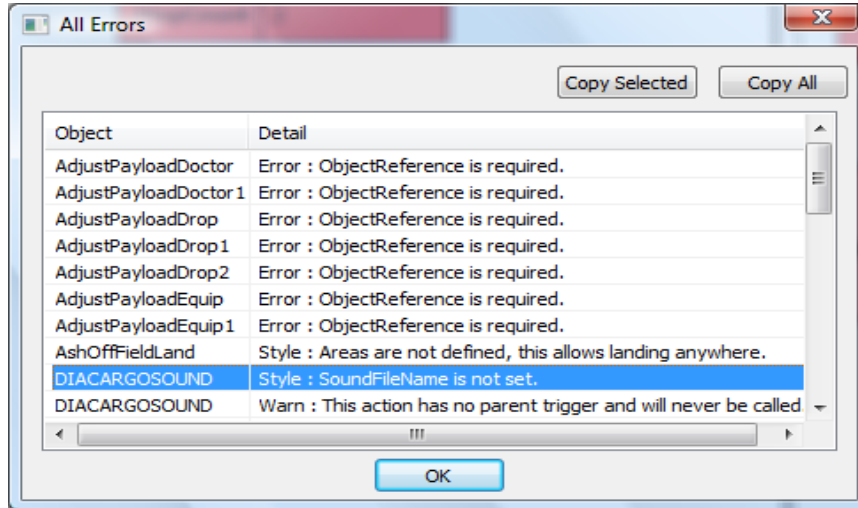 All Errors
Copy Selected Copy All
Object Detail
AdjustPayloadDoctor Error : ObjectReference is required.
AdjustPayloadDoctor1 Error : ObjectReference is required.
AdjustPayloadDrop Error : ObjectReference is required.
AdjustPayloadDrop1 Error : ObjectReference is required.
AdjustPayloadDrop2 Error : ObjectReference is required.
AdjustPayloadEquip Error : ObjectReference is required.
AdjustPayloadEquip1 Error : ObjectReference is required.
AshOffFieldLand Style : Areas are not defined, this allows landing anywhere.
DIACARGOSOUND Style : SoundFileName is not set.
DIACARGOSOUND Warn : This action has no parent trigger and will never be called
OK